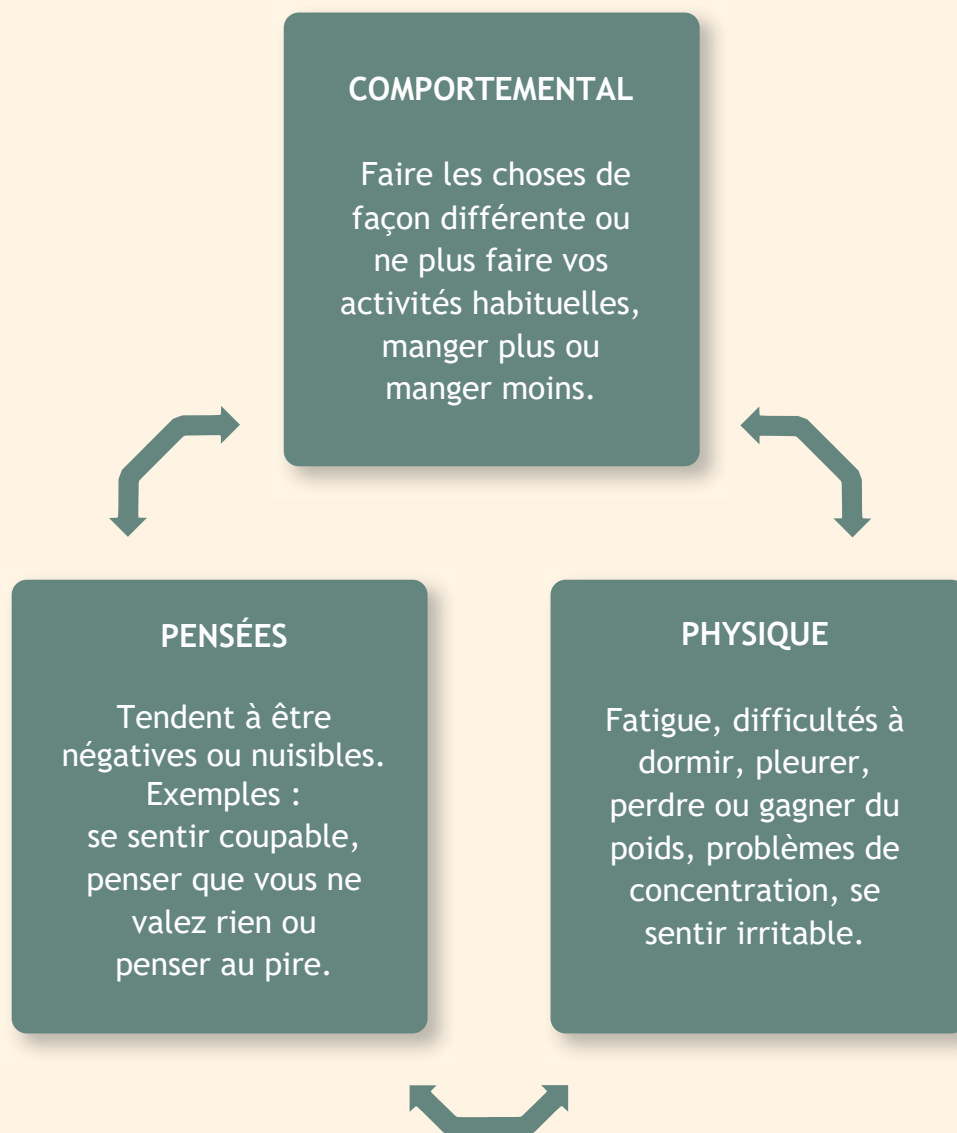 COMPORTEMENTAL
Faire les choses de
façon différente ou
ne plus faire vos
activités habituelles,
manger plus ou
manger moins.
PENSÉES
Tendent à être
négatives ou nuisibles.
Exemples :
se sentir coupable,
penser que vous ne
valez rien ou
penser au pire.
PHYSIQUE
Fatigue, difficultés à
dormir, pleurer,
perdre ou gagner du
poids, problèmes de
concentration, se
sentir irritable.